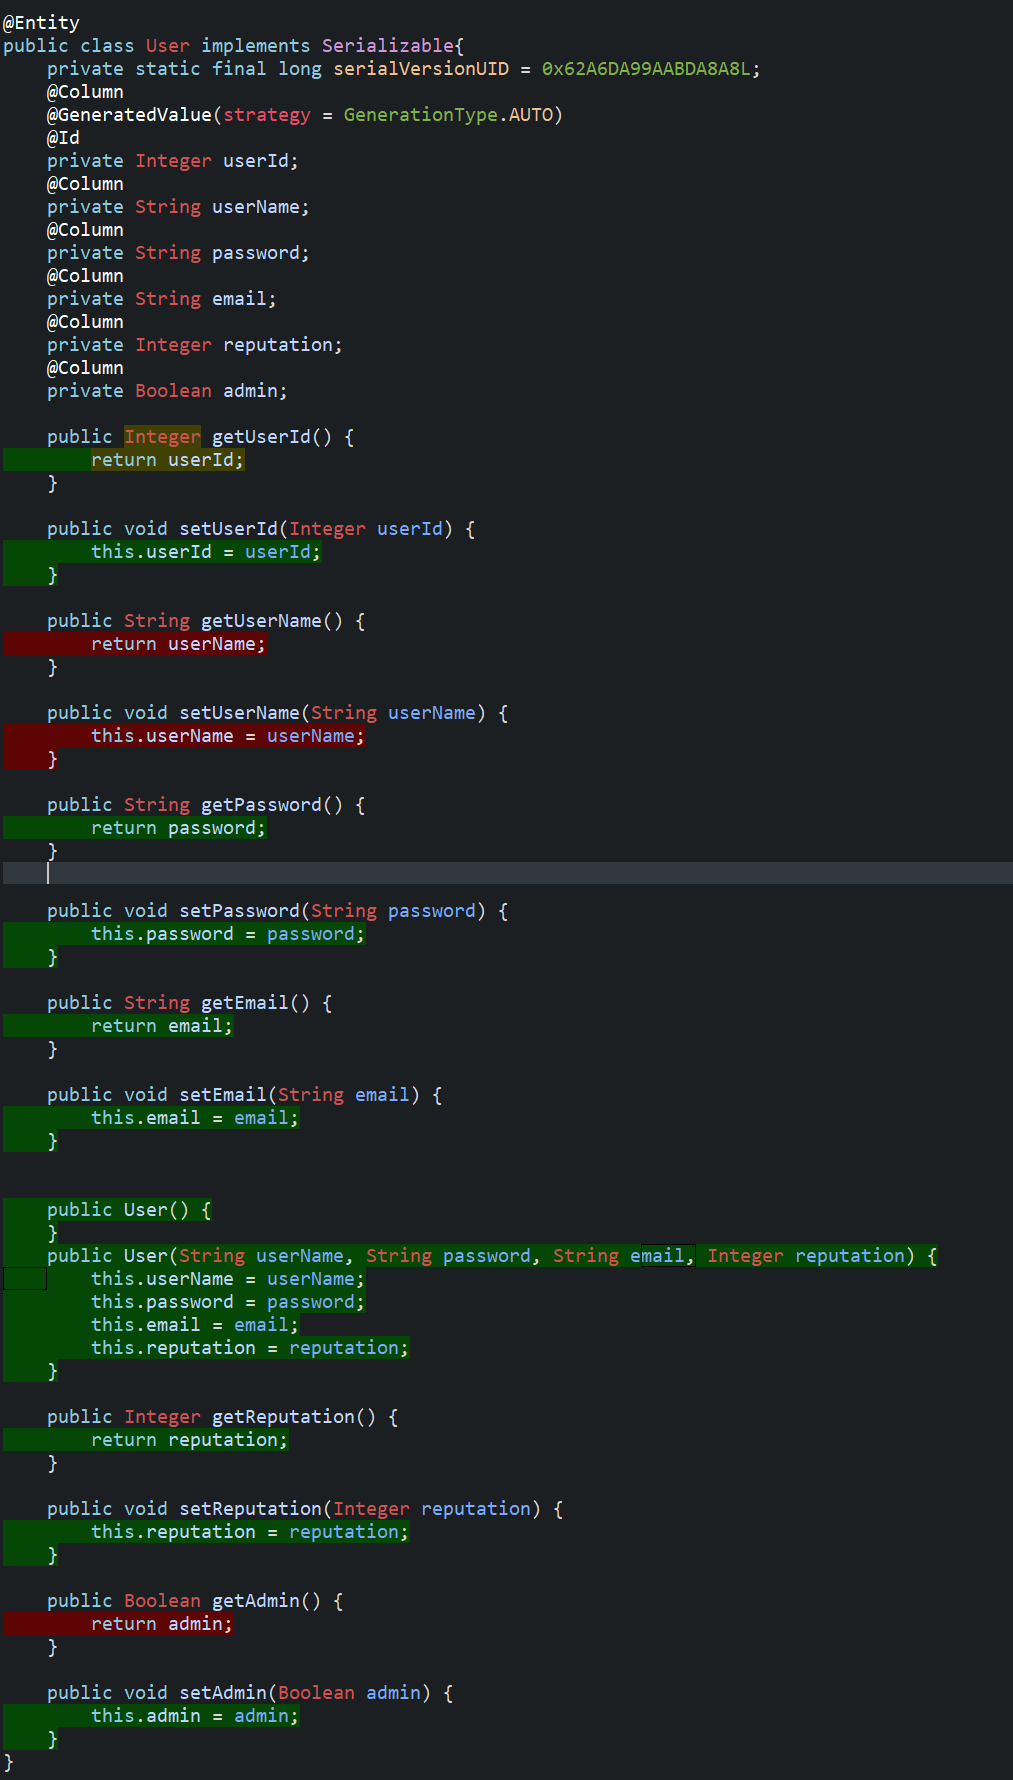 @Entity
public class User implements Serializable{
    private static final long serialVersionUID = 0x62A6DA99AABDA8A8L;
    @Column
    @GeneratedValue(strategy = GenerationType.AUTO)
    @Id
    private Integer userId;
    @Column
    private String userName;
    @Column
    private String password;
    @Column
    private String email;
    @Column
    private Integer reputation;
    @Column
    private Boolean admin;

    public Integer getUserId() {
        return userId;
    }

    public void setUserId(Integer userId) {
        this.userId = userId;
    }

    public String getUserName() {
        return userName;
    }

    public void setUserName(String userName) {
        this.userName = userName;
    }

    public String getPassword() {
        return password;
    }

    public void setPassword(String password) {
        this.password = password;
    }

    public String getEmail() {
        return email;
    }

    public void setEmail(String email) {
        this.email = email;
    }


    public User() {
    }
    public User(String userName, String password, String email, Integer reputation) {
        this.userName = userName;
        this.password = password;
        this.email = email;
        this.reputation = reputation;
    }

    public Integer getReputation() {
        return reputation;
    }

    public void setReputation(Integer reputation) {
        this.reputation = reputation;
    }

    public Boolean getAdmin() {
        return admin;
    }

    public void setAdmin(Boolean admin) {
        this.admin = admin;
    }
}